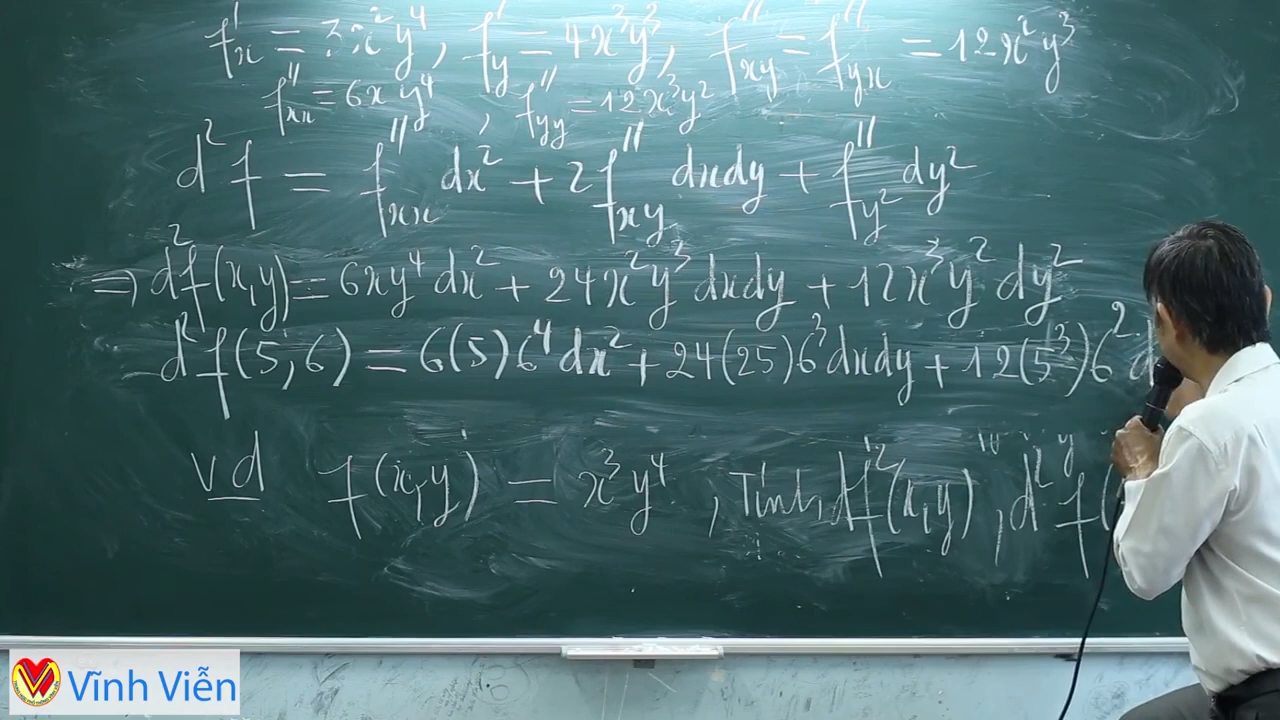 f'x = 3x²y⁴, f'y = 4x³y³, f''xy = f''yx = 12x²y³
f''xx = 6xy⁴, f''yy = 12x³y²
d²f = f''xx dx² + 2f''xy dxdy + f''y² dy²
⇒ d²f(x,y) = 6xy⁴dx² + 24x²y³dxdy + 12x³y²dy²
d²f(5;6) = 6(5)6⁴dx² + 24(25)6³dxdy + 12(5³)6²d
vd f(x,y) = x³y⁴, Tính d²f(x,y), d²f(
Vĩnh Viễn